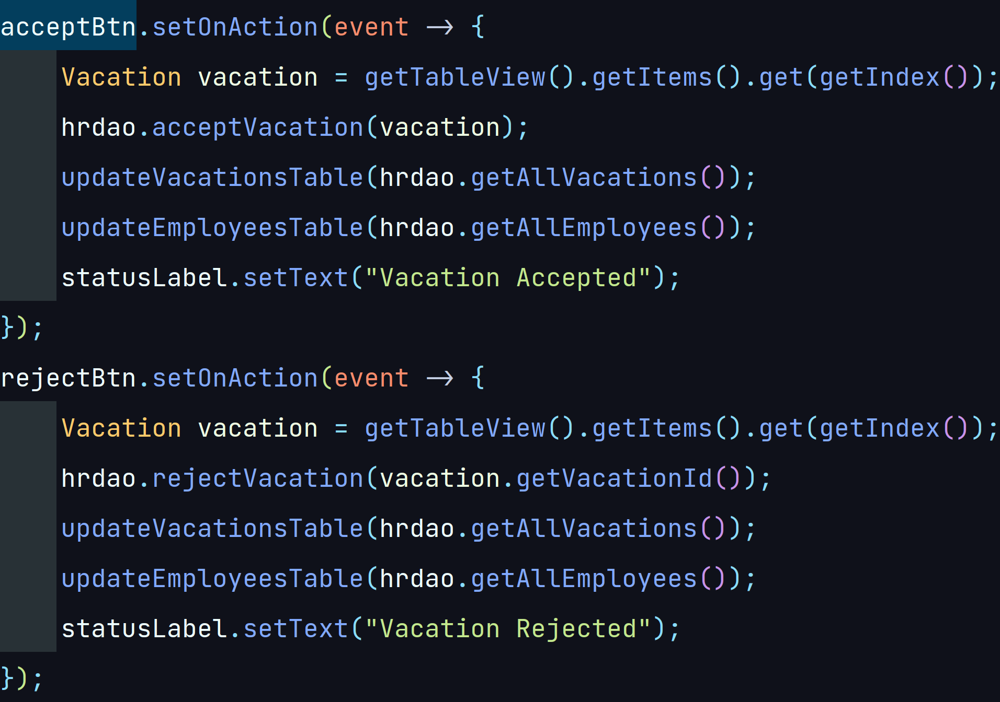 acceptBtn.setOnAction(event -> {
    Vacation vacation = getTableView().getItems().get(getIndex());
    hrdao.acceptVacation(vacation);
    updateVacationsTable(hrdao.getAllVacations());
    updateEmployeesTable(hrdao.getAllEmployees());
    statusLabel.setText("Vacation Accepted");
});
rejectBtn.setOnAction(event -> {
    Vacation vacation = getTableView().getItems().get(getIndex());
    hrdao.rejectVacation(vacation.getVacationId());
    updateVacationsTable(hrdao.getAllVacations());
    updateEmployeesTable(hrdao.getAllEmployees());
    statusLabel.setText("Vacation Rejected");
});